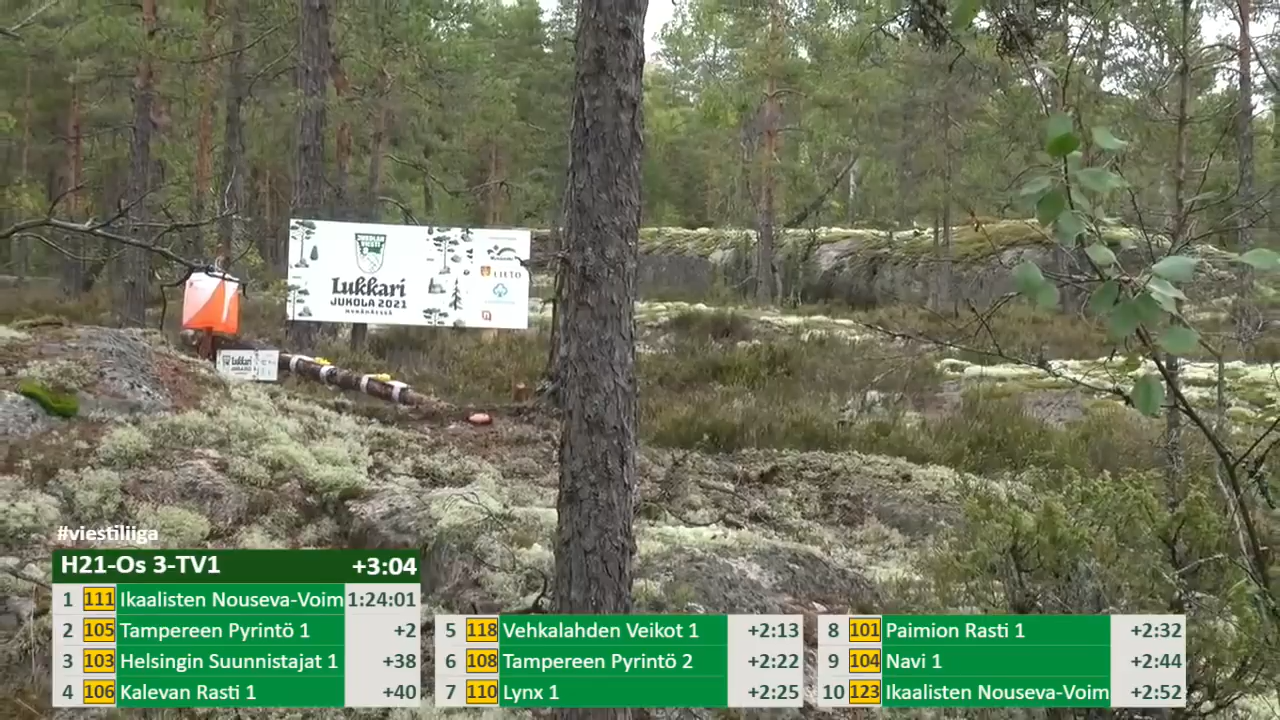 JUKOLAN
VIESTI
Lukkari
JUKOLA 2021
MYNÄMÄESSÄ
LIETO
Lukkari
#viestiliiga
H21-Os 3-TV1 +3:04
1 111 Ikaalisten Nouseva-Voim 1:24:01
2 105 Tampereen Pyrintö 1 +2
3 103 Helsingin Suunnistajat 1 +38
4 106 Kalevan Rasti 1 +40
5 118 Vehkalahden Veikot 1 +2:13
6 108 Tampereen Pyrintö 2 +2:22
7 110 Lynx 1 +2:25
8 101 Paimion Rasti 1 +2:32
9 104 Navi 1 +2:44
10 123 Ikaalisten Nouseva-Voim +2:52